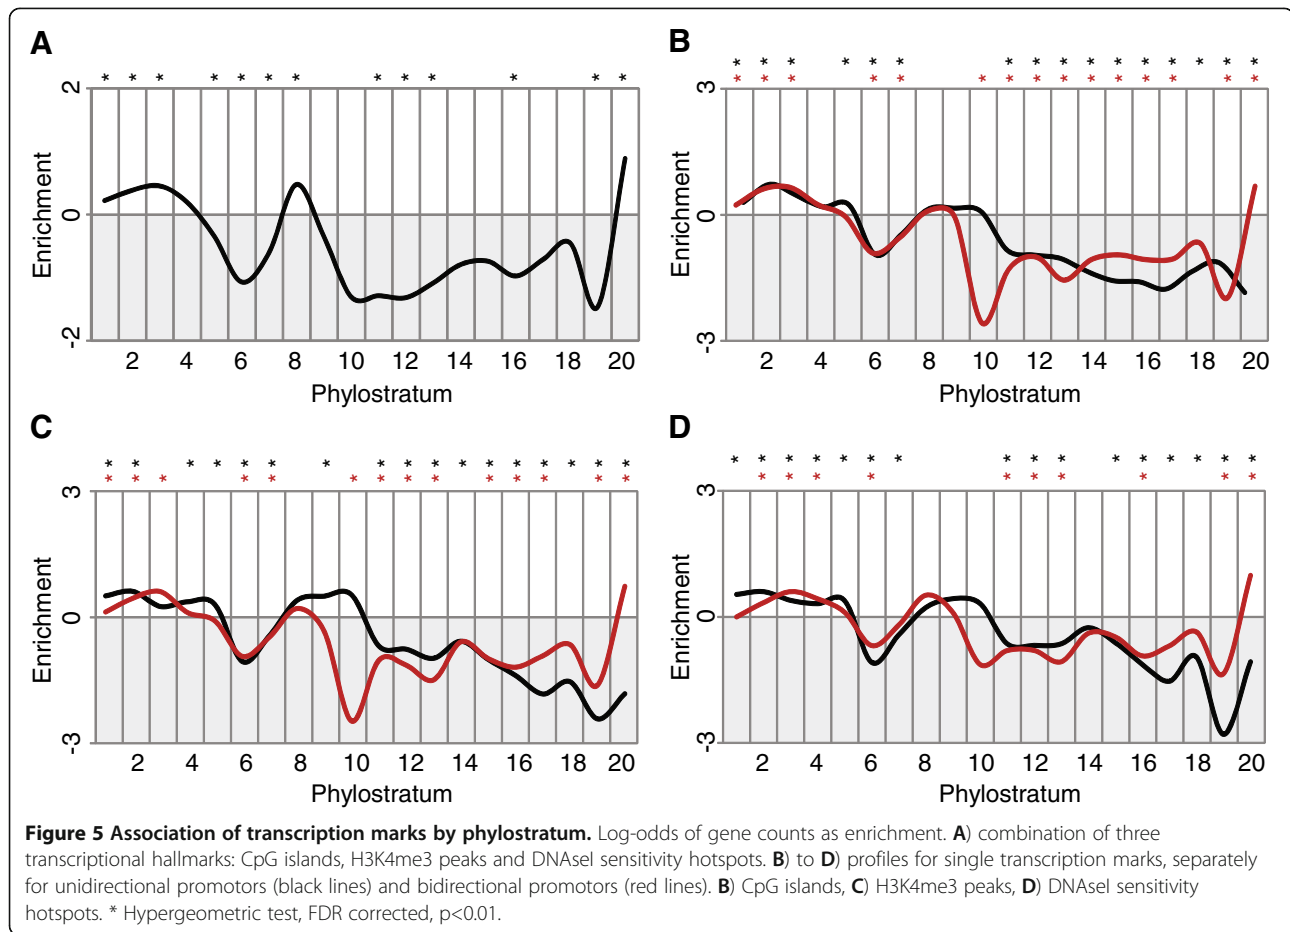 A
* * * * * * * * * * * * *
2
0
-2
Enrichment
2 4 6 8 10 12 14 16 18 20
Phylostratum
B
* * * * * * * * * * * * * * * *
* * * * * * * * * * * * * * *
3
0
-3
Enrichment
2 4 6 8 10 12 14 16 18 20
Phylostratum
C
* * * * * * * * * * * * * * * * *
* * * * * * * * * * * * * * *
3
0
-3
Enrichment
2 4 6 8 10 12 14 16 18 20
Phylostratum
D
* * * * * * * * * * * * * * * *
* * * * * * * * * * *
3
0
-3
Enrichment
2 4 6 8 10 12 14 16 18 20
Phylostratum
Figure 5 Association of transcription marks by phylostratum. Log-odds of gene counts as enrichment. A) combination of three
transcriptional hallmarks: CpG islands, H3K4me3 peaks and DNAseI sensitivity hotspots. B) to D) profiles for single transcription marks, separately
for unidirectional promotors (black lines) and bidirectional promotors (red lines). B) CpG islands, C) H3K4me3 peaks, D) DNAseI sensitivity
hotspots. * Hypergeometric test, FDR corrected, p<0.01.